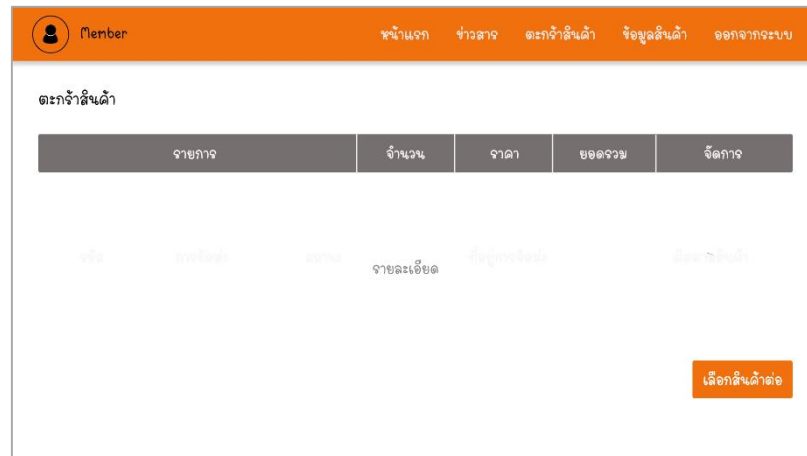 Member หน้าแรก ข่าวสาร ตะกร้าสินค้า ข้อมูลสินค้า ออกจากระบบ
ตะกร้าสินค้า
รายการ จำนวน ราคา ยอดรวม จัดการ
รายละเอียด
เลือกสินค้าต่อ